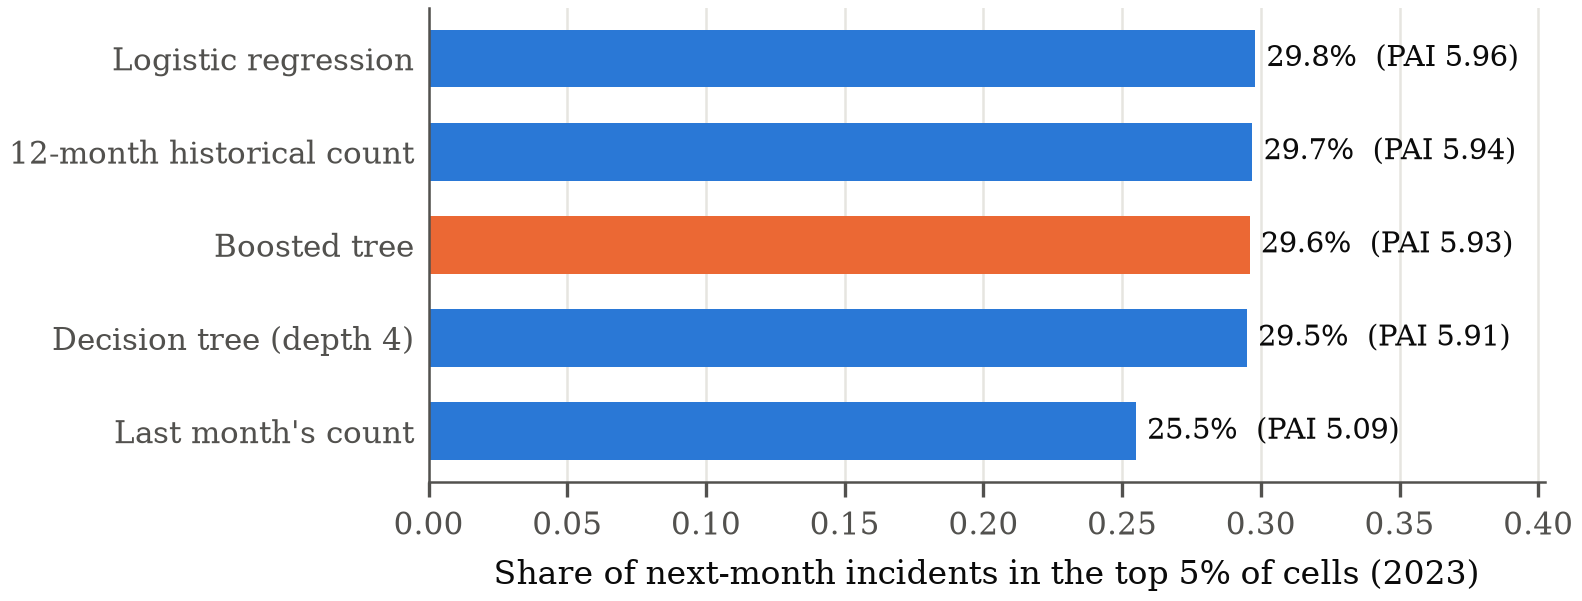 Logistic regression 29.8% (PAI 5.96)
12-month historical count 29.7% (PAI 5.94)
Boosted tree 29.6% (PAI 5.93)
Decision tree (depth 4) 29.5% (PAI 5.91)
Last month's count 25.5% (PAI 5.09)
0.00 0.05 0.10 0.15 0.20 0.25 0.30 0.35 0.40
Share of next-month incidents in the top 5% of cells (2023)